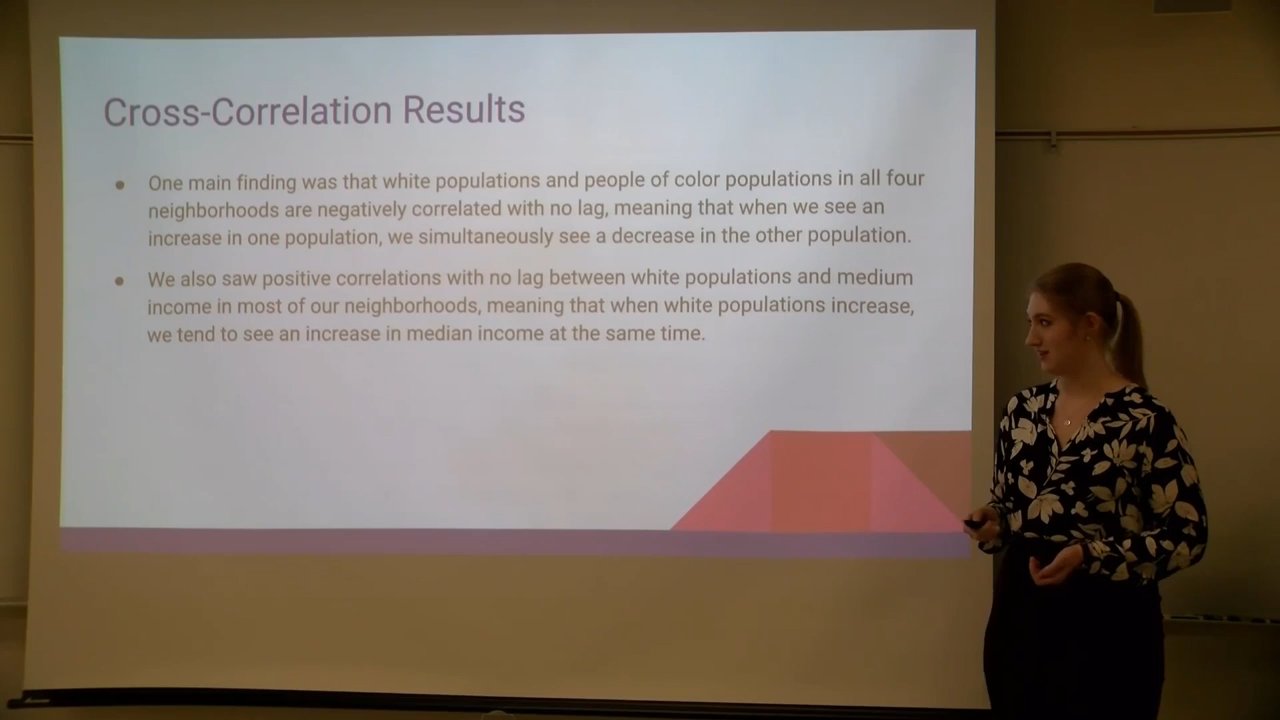 Cross-Correlation Results
● One main finding was that white populations and people of color populations in all four
neighborhoods are negatively correlated with no lag, meaning that when we see an
increase in one population, we simultaneously see a decrease in the other population.
● We also saw positive correlations with no lag between white populations and medium
income in most of our neighborhoods, meaning that when white populations increase,
we tend to see an increase in median income at the same time.